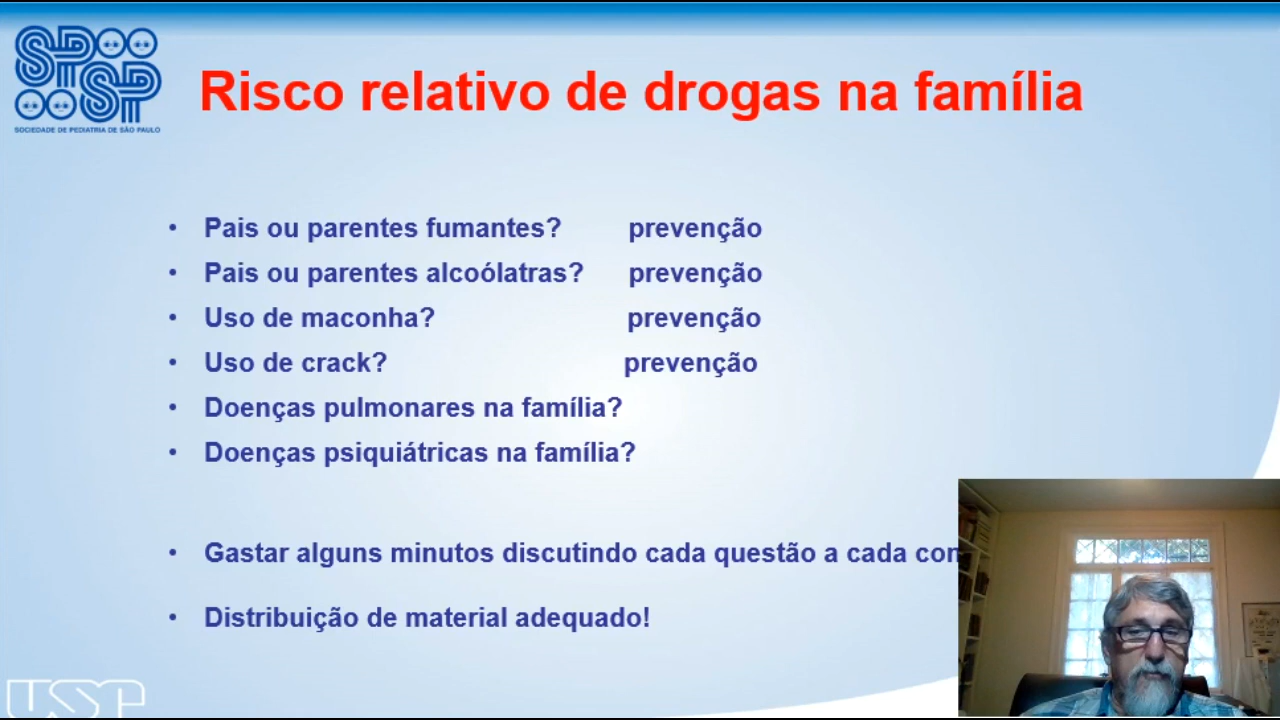 SPSP
SOCIEDADE DE PEDIATRIA DE SÃO PAULO
Risco relativo de drogas na família
• Pais ou parentes fumantes? prevenção
• Pais ou parentes alcoólatras? prevenção
• Uso de maconha? prevenção
• Uso de crack? prevenção
• Doenças pulmonares na família?
• Doenças psiquiátricas na família?
• Gastar alguns minutos discutindo cada questão a cada
• Distribuição de material adequado!
USP